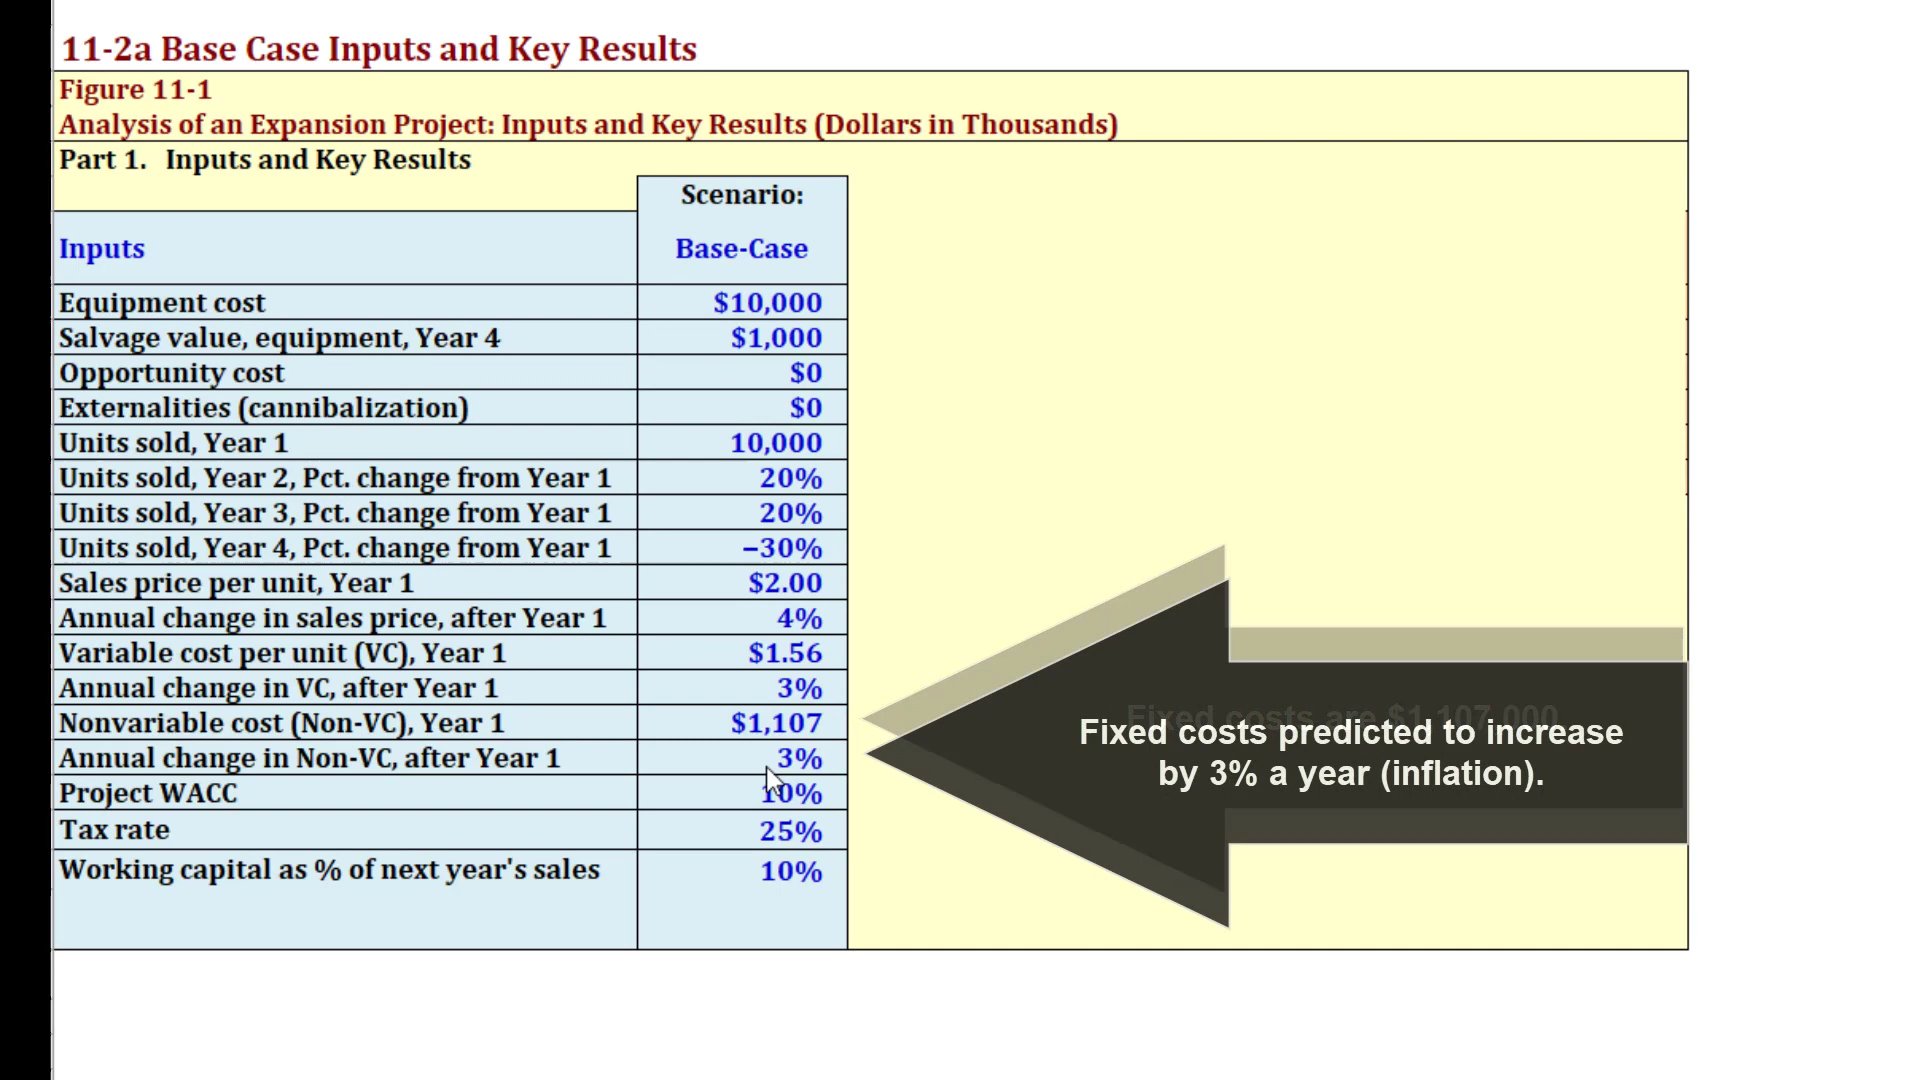 11-2a Base Case Inputs and Key Results
Figure 11-1
Analysis of an Expansion Project: Inputs and Key Results (Dollars in Thousands)
Part 1. Inputs and Key Results
Scenario:
Inputs Base-Case
Equipment cost $10,000
Salvage value, equipment, Year 4 $1,000
Opportunity cost $0
Externalities (cannibalization) $0
Units sold, Year 1 10,000
Units sold, Year 2, Pct. change from Year 1 20%
Units sold, Year 3, Pct. change from Year 1 20%
Units sold, Year 4, Pct. change from Year 1 −30%
Sales price per unit, Year 1 $2.00
Annual change in sales price, after Year 1 4%
Variable cost per unit (VC), Year 1 $1.56
Annual change in VC, after Year 1 3%
Nonvariable cost (Non-VC), Year 1 $1,107
Annual change in Non-VC, after Year 1 3%
Project WACC 10%
Tax rate 25%
Working capital as % of next year's sales 10%
Fixed costs are $1,107,000
Fixed costs predicted to increase
by 3% a year (inflation).